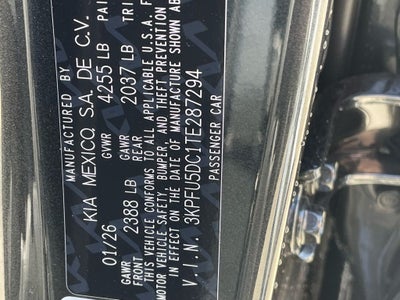 MANUFACTURED BY
KIA MEXICO, S.A. DE C.V.
01/26 GVWR 4255 LB PAI
GAWR FRONT 2388 LB GAWR REAR 2037 LB TRI
THIS VEHICLE CONFORMS TO ALL APPLICABLE U.S.A. F
MOTOR VEHICLE SAFETY, BUMPER, AND THEFT PREVENTION
IN EFFECT ON THE DATE OF MANUFACTURE SHOWN AB
V.I.N. 3KPFU5DC1TE287294
PASSENGER CAR